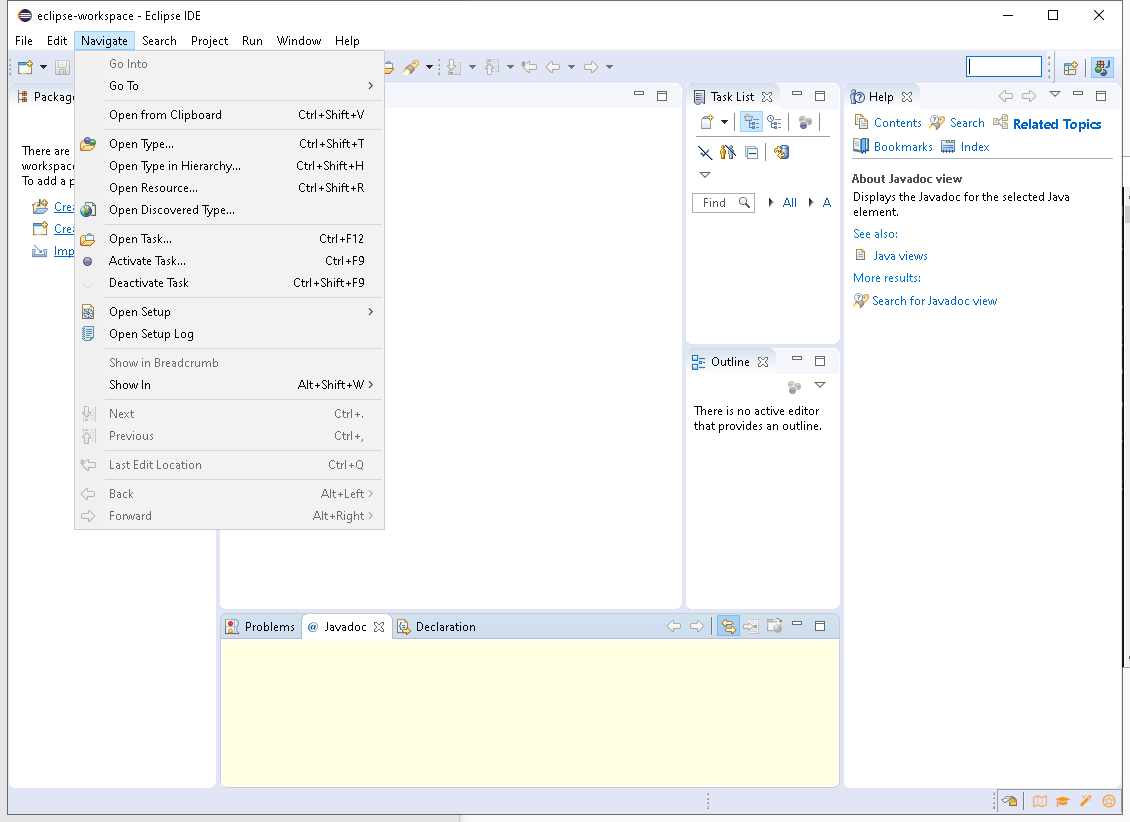 eclipse-workspace - Eclipse IDE
File Edit Navigate Search Project Run Window Help
Go Into
Go To
Open from Clipboard Ctrl+Shift+V
Open Type... Ctrl+Shift+T
Open Type in Hierarchy... Ctrl+Shift+H
Open Resource... Ctrl+Shift+R
Open Discovered Type...
Open Task... Ctrl+F12
Activate Task... Ctrl+F9
Deactivate Task Ctrl+Shift+F9
Open Setup
Open Setup Log
Show in Breadcrumb
Show In Alt+Shift+W
Next Ctrl+.
Previous Ctrl+,
Last Edit Location Ctrl+Q
Back Alt+Left
Forward Alt+Right
Packag
There are
workspac
To add a p
Crea
Crea
Imp
Task List
Find All A
Outline
There is no active editor
that provides an outline.
Help
Contents Search Related Topics
Bookmarks Index
About Javadoc view
Displays the Javadoc for the selected Java
element.
See also:
Java views
More results:
Search for Javadoc view
Problems @ Javadoc Declaration